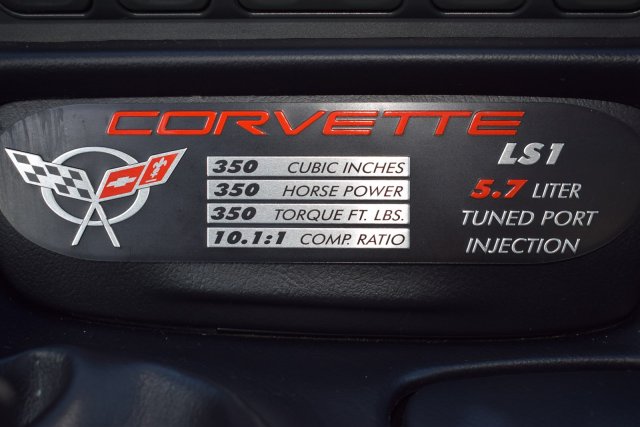 CORVETTE
350 CUBIC INCHES
350 HORSE POWER
350 TORQUE FT. LBS.
10.1:1 COMP. RATIO
LS1
5.7 LITER
TUNED PORT
INJECTION